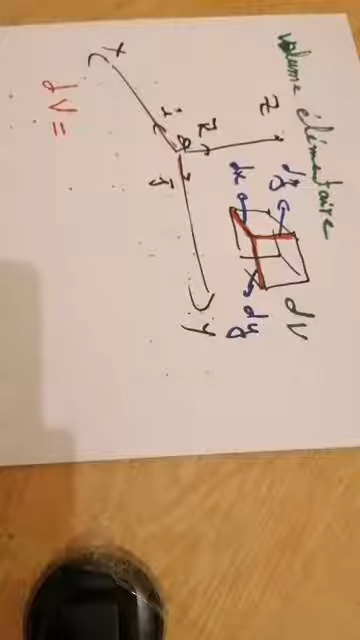 volume élémentaire
Z
dz
dV
k
dx
dy
i
j
X
y
dV =